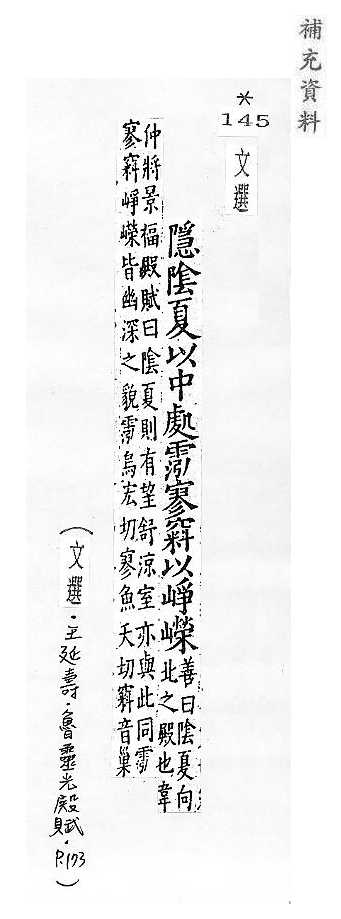 補充資料
*
145
文選
隱陰夏以中處霐寥窲以崢嶸善曰陰夏向
北之殿也韋
仲將景福殿賦曰陰夏則有望舒涼室亦與此同霐
寥窲崢嶸皆幽深之貌霐烏宏切寥魚天切窲音巢
(文選·王延壽·魯靈光殿賦·P.173)